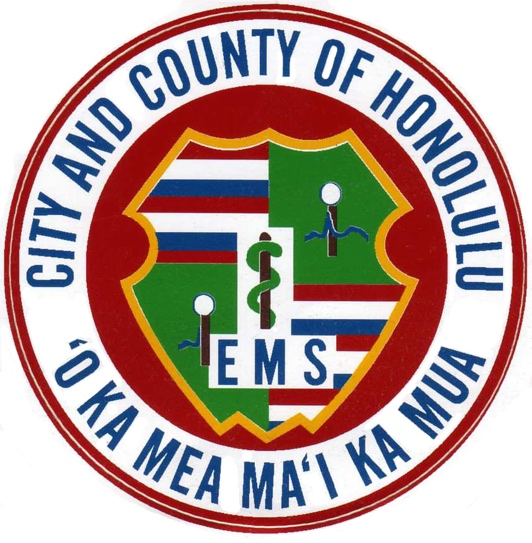 CITY AND COUNTY OF HONOLULU
EMS
ʻO KA MEA MAʻI KA MUA